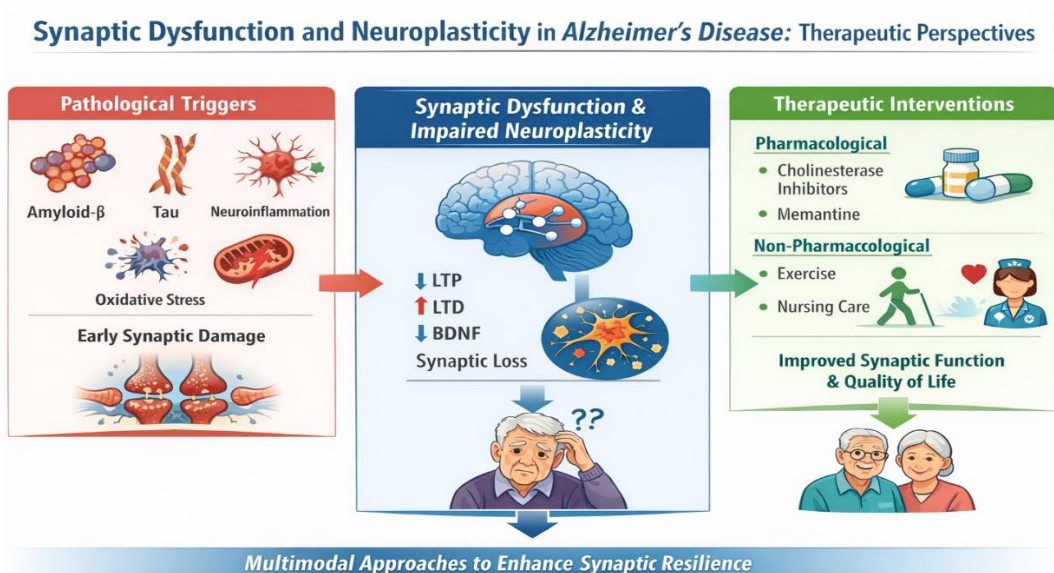 Synaptic Dysfunction and Neuroplasticity in Alzheimer's Disease: Therapeutic Perspectives
Pathological Triggers
Amyloid-β
Tau
Neuroinflammation
Oxidative Stress
Early Synaptic Damage
Synaptic Dysfunction &
Impaired Neuroplasticity
↓ LTP
↑ LTD
↓ BDNF
Synaptic Loss
??
Therapeutic Interventions
Pharmacological
• Cholinesterase
Inhibitors
• Memantine
Non-Pharmaccological
• Exercise
• Nursing Care
Improved Synaptic Function
& Quality of Life
Multimodal Approaches to Enhance Synaptic Resilience